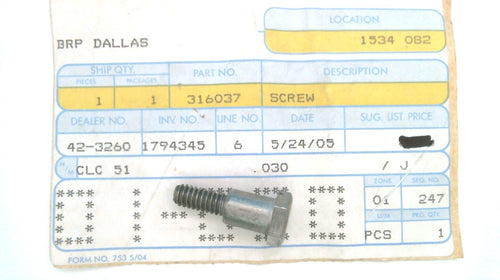 BRP DALLAS
LOCATION
1534 082
SHIP QTY.
PIECES PACKAGES
PART NO.
DESCRIPTION
1 1 316037 SCREW
DEALER NO. INV. NO. LINE NO. DATE SUG. LIST PRICE
42-3260 1794345 6 5/24/05
CLC 51 .030 / J
ZONE SEQ. NO.
01 247
U/M PKG. QTY.
PCS 1
FORM NO. 753 5/04